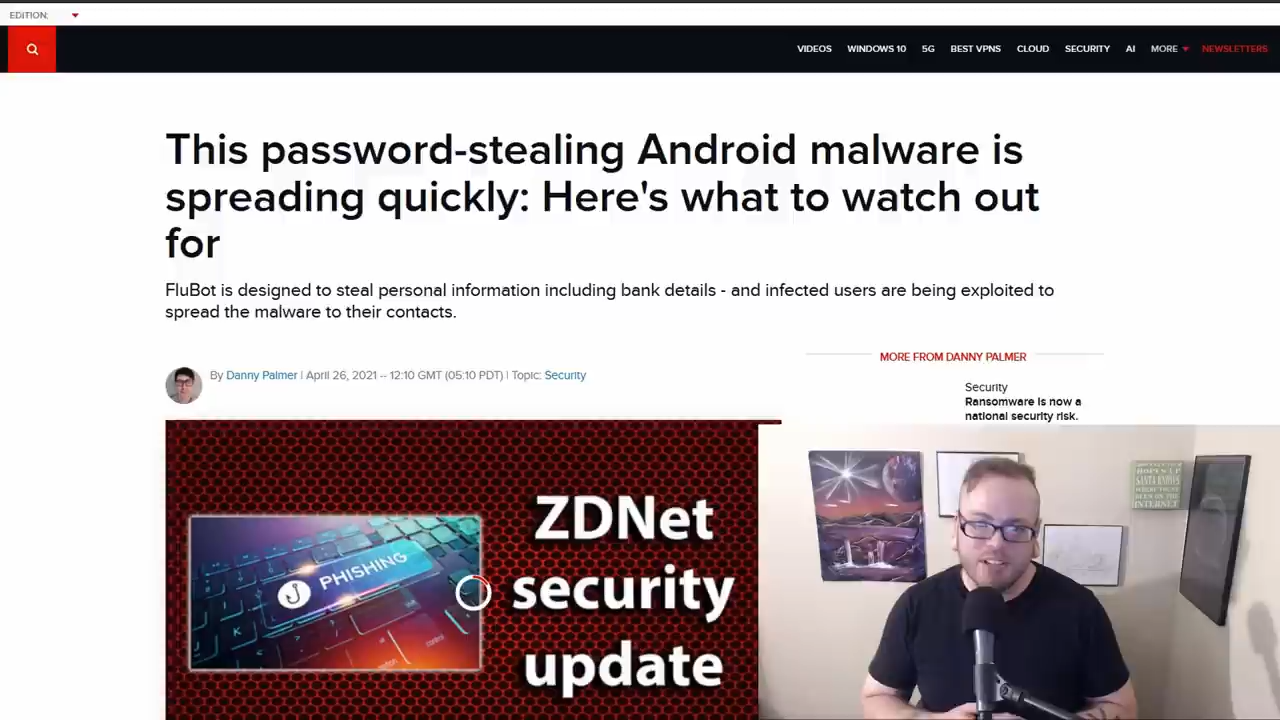 EDITION:
VIDEOS WINDOWS 10 5G BEST VPNS CLOUD SECURITY AI MORE NEWSLETTERS
This password-stealing Android malware is
spreading quickly: Here's what to watch out
for
FluBot is designed to steal personal information including bank details - and infected users are being exploited to
spread the malware to their contacts.
By Danny Palmer | April 26, 2021 -- 12:10 GMT (05:10 PDT) | Topic: Security
MORE FROM DANNY PALMER
Security
Ransomware is now a
national security risk.
PHISHING
ZDNet
security
update
SANTA KNOWS
INTERNET